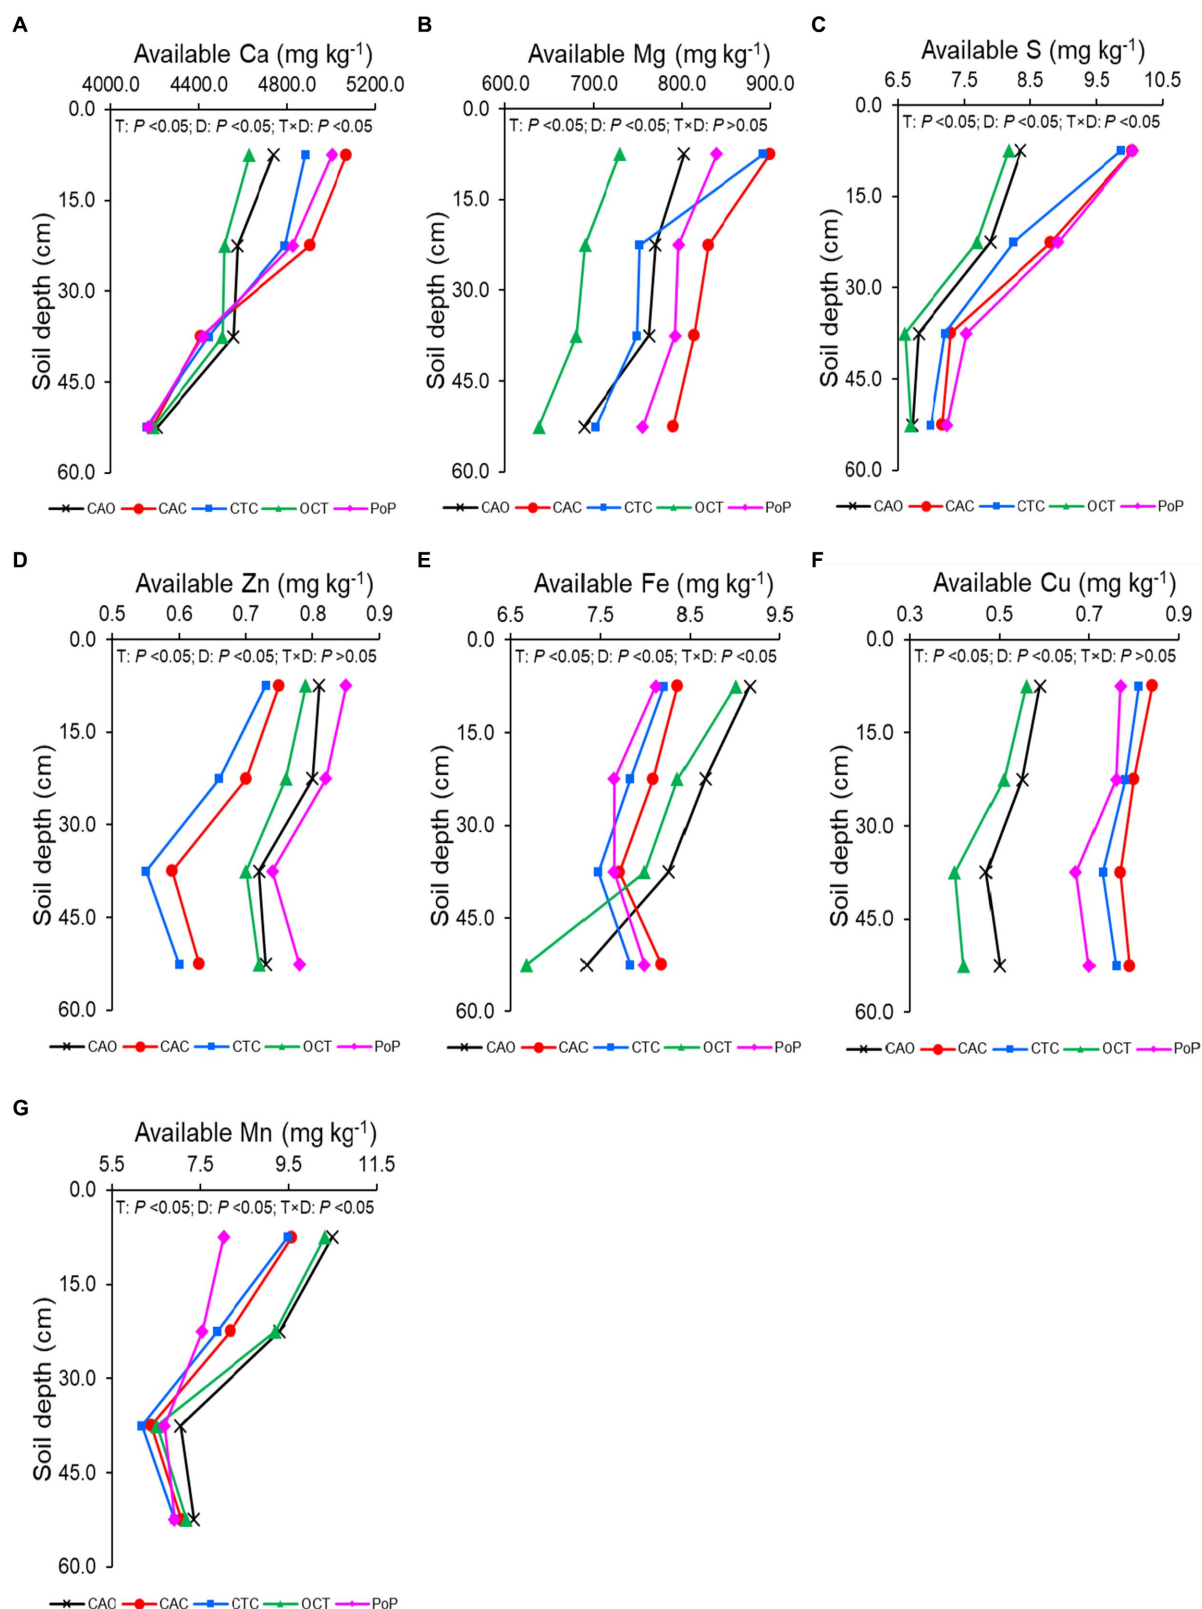 A
Available Ca (mg kg-1)
4000.0 4400.0 4800.0 5200.0
T: P <0.05; D: P <0.05; T×D: P <0.05
0.0
15.0
30.0
45.0
60.0
Soil depth (cm)
CAO CAC CTC OCT PoP
B
Available Mg (mg kg-1)
600.0 700.0 800.0 900.0
T: P <0.05; D: P <0.05; T×D: P >0.05
0.0
15.0
30.0
45.0
60.0
Soil depth (cm)
CAO CAC CTC OCT PoP
C
Available S (mg kg-1)
6.5 7.5 8.5 9.5 10.5
T: P <0.05; D: P <0.05; T×D: P <0.05
0.0
15.0
30.0
45.0
60.0
Soil depth (cm)
CAO CAC CTC OCT PoP
D
Available Zn (mg kg-1)
0.5 0.6 0.7 0.8 0.9
T: P <0.05; D: P <0.05; T×D: P >0.05
0.0
15.0
30.0
45.0
60.0
Soil depth (cm)
CAO CAC CTC OCT PoP
E
Available Fe (mg kg-1)
6.5 7.5 8.5 9.5
T: P <0.05; D: P <0.05; T×D: P <0.05
0.0
15.0
30.0
45.0
60.0
Soil depth (cm)
CAO CAC CTC OCT PoP
F
Available Cu (mg kg-1)
0.3 0.5 0.7 0.9
T: P <0.05; D: P <0.05; T×D: P >0.05
0.0
15.0
30.0
45.0
60.0
Soil depth (cm)
CAO CAC CTC OCT PoP
G
Available Mn (mg kg-1)
5.5 7.5 9.5 11.5
T: P <0.05; D: P <0.05; T×D: P <0.05
0.0
15.0
30.0
45.0
60.0
Soil depth (cm)
CAO CAC CTC OCT PoP